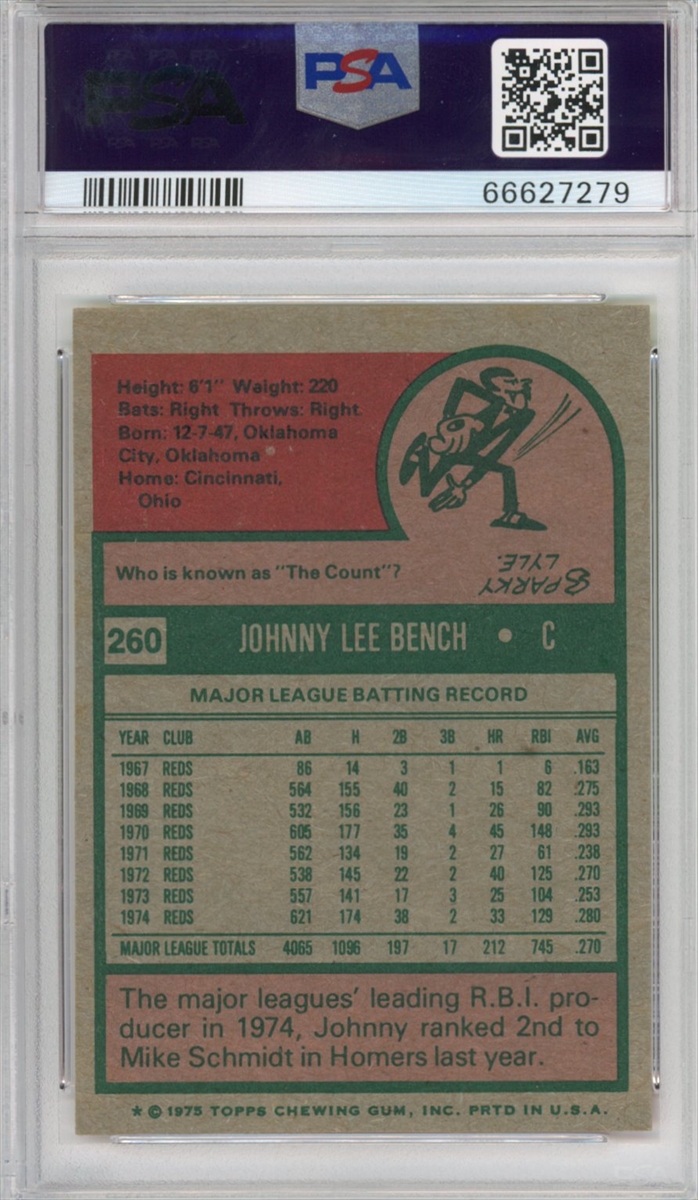 PSA
PSA
66627279
Height: 6'1" Waight: 220
Bats: Right Throws: Right
Born: 12-7-47, Oklahoma
City, Oklahoma
Home: Cincinnati,
Ohio
SPARKY
LYLE.
Who is known as "The Count"?
260 JOHNNY LEE BENCH • C
MAJOR LEAGUE BATTING RECORD
YEAR CLUB AB H 2B 3B HR RBI AVG
1967 REDS 86 14 3 1 1 6 .163
1968 REDS 564 155 40 2 15 82 .275
1969 REDS 532 156 23 1 26 90 .293
1970 REDS 605 177 35 4 45 148 .293
1971 REDS 562 134 19 2 27 61 .238
1972 REDS 538 145 22 2 40 125 .270
1973 REDS 557 141 17 3 25 104 .253
1974 REDS 621 174 38 2 33 129 .280
MAJOR LEAGUE TOTALS 4065 1096 197 17 212 745 .270
The major leagues' leading R.B.I. pro-
ducer in 1974, Johnny ranked 2nd to
Mike Schmidt in Homers last year.
* © 1975 TOPPS CHEWING GUM, INC. PRTD IN U.S.A.